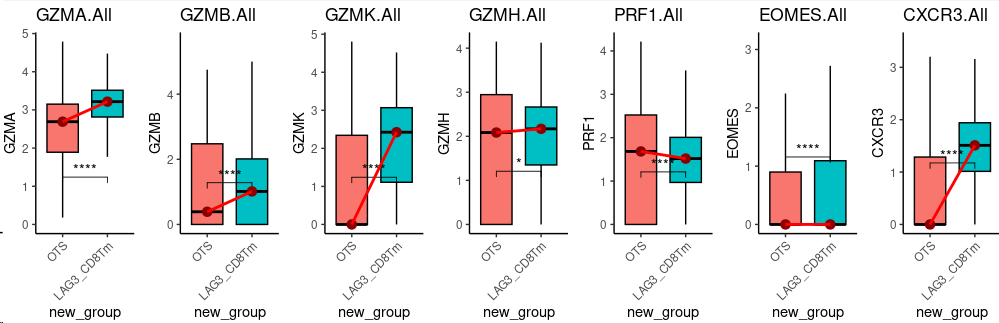 GZMA.All GZMB.All GZMK.All GZMH.All PRF1.All EOMES.All CXCR3.All
GZMA
5
4
3
2
1
0
****
OTS
LAG3_CD8Tm
new_group
GZMB
4
2
0
****
OTS
LAG3_CD8Tm
new_group
GZMK
5
4
3
2
1
0
****
OTS
LAG3_CD8Tm
new_group
GZMH
4
3
2
1
0
*
OTS
LAG3_CD8Tm
new_group
PRF1
4
3
2
1
0
****
OTS
LAG3_CD8Tm
new_group
EOMES
3
2
1
0
****
OTS
LAG3_CD8Tm
new_group
CXCR3
3
2
1
0
****
OTS
LAG3_CD8Tm
new_group